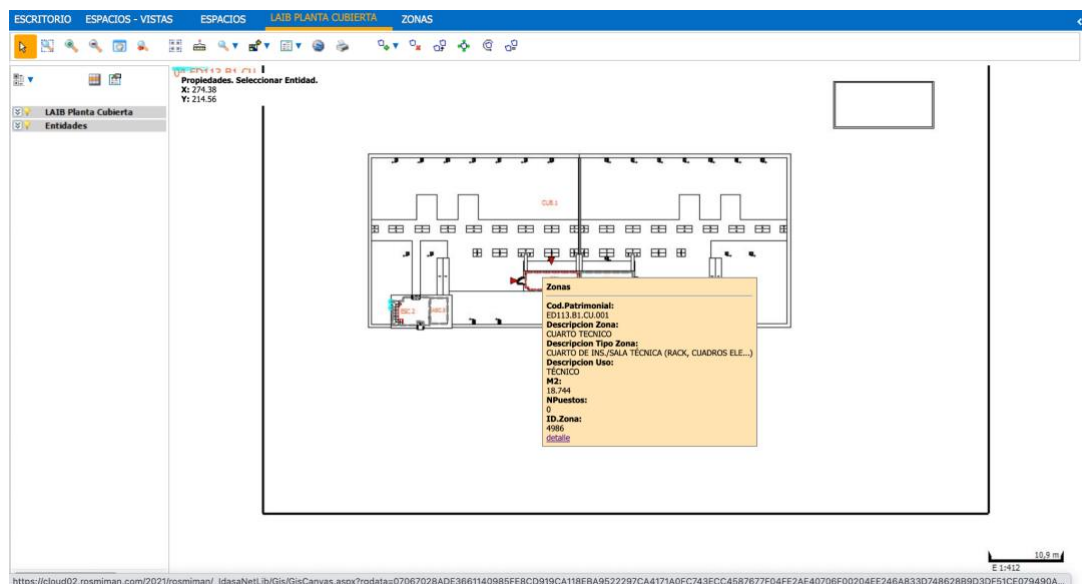 ESCRITORIO ESPACIOS - VISTAS ESPACIOS LAIB PLANTA CUBIERTA ZONAS
Propiedades. Seleccionar Entidad.
X: 274.38
Y: 214.56
LAIB Planta Cubierta
Entidades
CUB.1
ESC.2
Zonas
Cod.Patrimonial:
ED113.B1.CU.001
Descripcion Zona:
CUARTO TECNICO
Descripcion Tipo Zona:
CUARTO DE INS./SALA TÉCNICA (RACK, CUADROS ELE...)
Descripcion Uso:
TÉCNICO
M2:
18.744
NPuestos:
0
ID.Zona:
4986
detalle
10,9 m
E 1:412